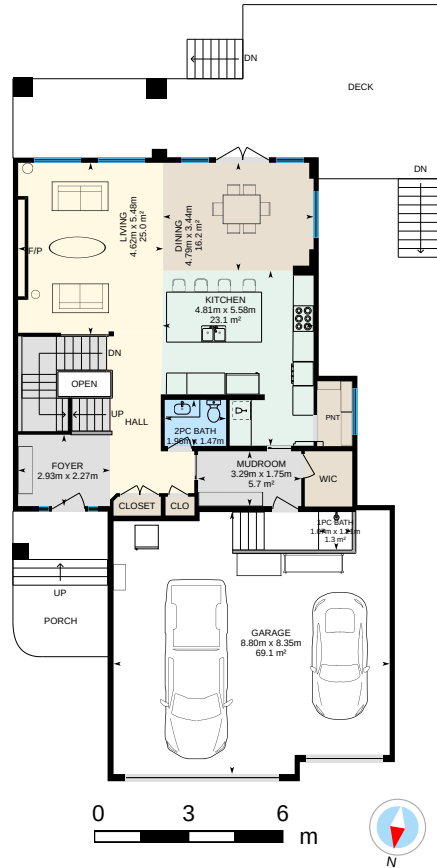 DN
DECK
DN
LIVING
4.62m x 5.48m
25.0 m²
DINING
4.79m x 3.44m
16.2 m²
F/P
KITCHEN
4.81m x 5.58m
23.1 m²
DN
OPEN
UP
HALL
2PC BATH
1.98m x 1.47m
PNT
FOYER
2.93m x 2.27m
MUDROOM
3.29m x 1.75m
5.7 m²
WIC
CLOSET
CLO
1PC BATH
1.3 m²
UP
PORCH
GARAGE
8.80m x 8.35m
69.1 m²
0 3 6
m
N